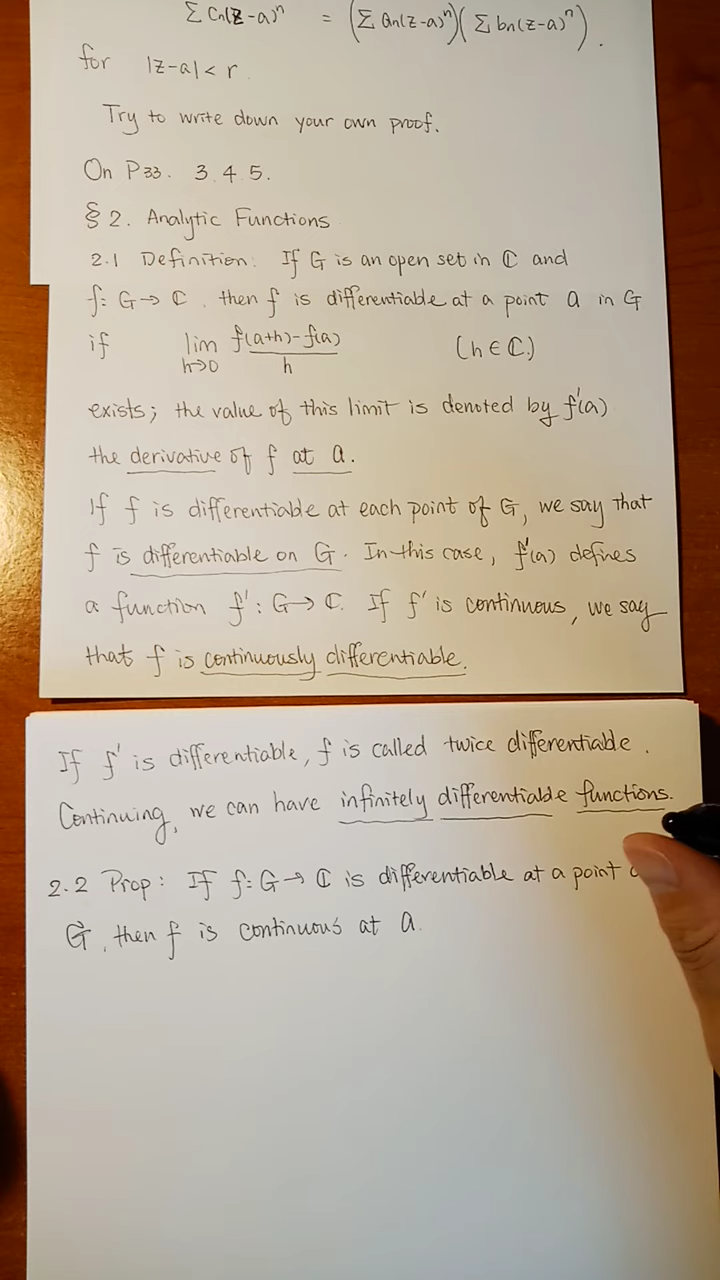 Σ Cn(z-a)^n = (Σ an(z-a)^n)(Σ bn(z-a)^n).
for |z-a| < r.
Try to write down your own proof.
On P33. 3.4.5.
§2. Analytic Functions
2.1 Definition: If G is an open set in ℂ and
f: G→ℂ, then f is differentiable at a point a in G
if lim h→0 f(a+h)-f(a) / h (h∈ℂ.)
exists; the value of this limit is denoted by f'(a)
the derivative of f at a.
If f is differentiable at each point of G, we say that
f is differentiable on G. In this case, f'(a) defines
a function f': G→ℂ. If f' is continuous, we say
that f is continuously differentiable.
If f' is differentiable, f is called twice differentiable.
Continuing, we can have infinitely differentiable functions.
2.2 Prop: If f: G→ℂ is differentiable at a point
G, then f is continuous at a.